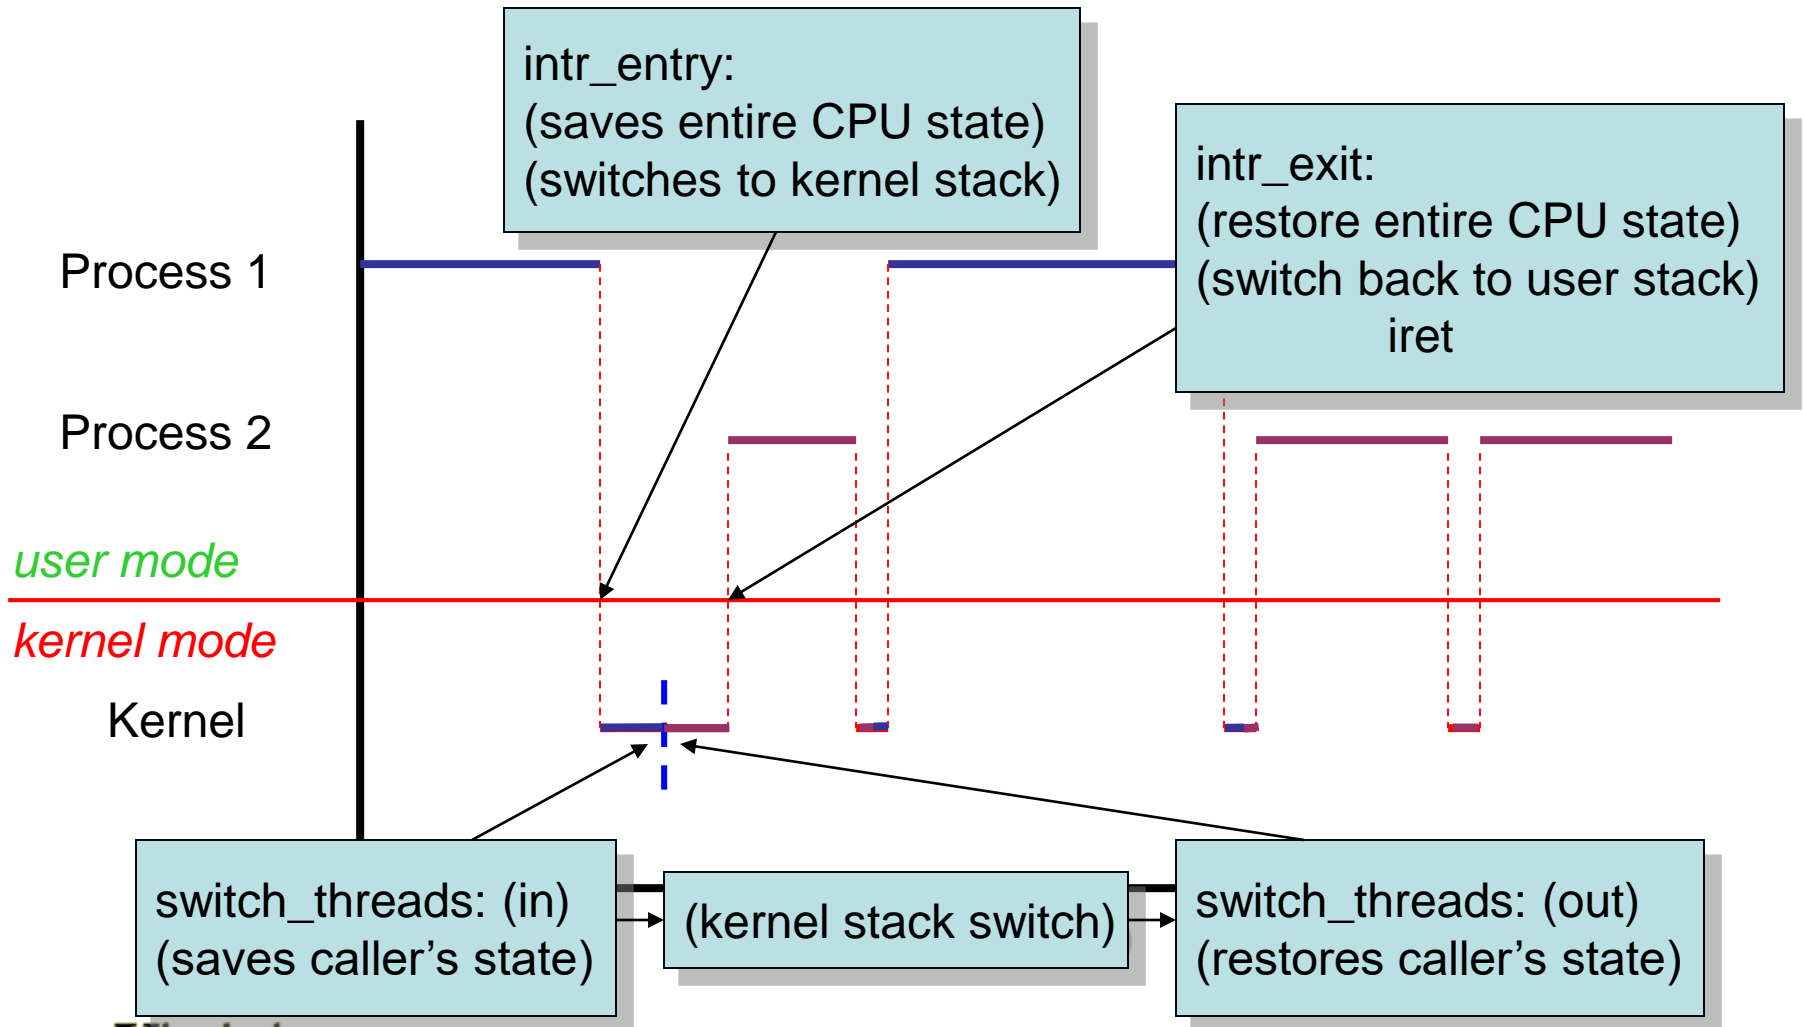 intr_entry:
(saves entire CPU state)
(switches to kernel stack)
intr_exit:
(restore entire CPU state)
(switch back to user stack)
iret
Process 1
Process 2
user mode
kernel mode
Kernel
switch_threads: (in)
(saves caller’s state)
(kernel stack switch)
switch_threads: (out)
(restores caller’s state)